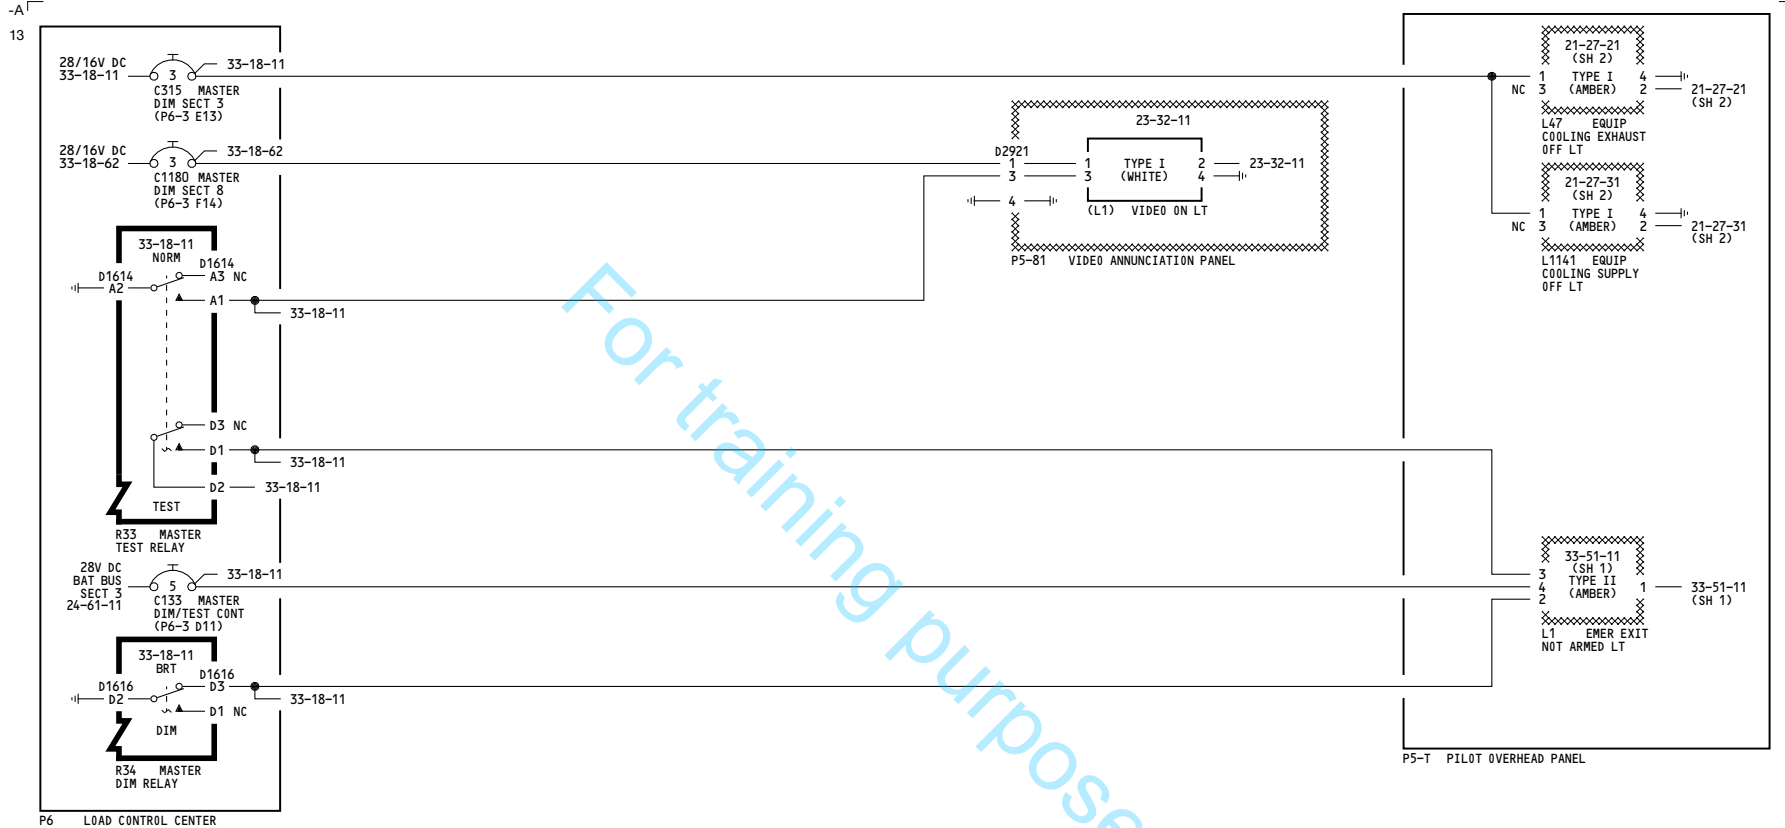 -A
13
28/16V DC
33-18-11
3
33-18-11
C315 MASTER
DIM SECT 3
(P6-3 E13)
28/16V DC
33-18-62
3
33-18-62
C1180 MASTER
DIM SECT 8
(P6-3 F14)
33-18-11
NORM
D1614
D1614
A3 NC
A2
A1
33-18-11
D3 NC
D1
33-18-11
D2
33-18-11
TEST
R33 MASTER
TEST RELAY
28V DC
BAT BUS
SECT 3
24-61-11
5
33-18-11
C133 MASTER
DIM/TEST CONT
(P6-3 D11)
33-18-11
BRT
D1616
D1616
D3
D2
33-18-11
D1 NC
DIM
R34 MASTER
DIM RELAY
P6 LOAD CONTROL CENTER
23-32-11
D2921
1
3
4
1 TYPE I 2
3 (WHITE) 4
23-32-11
(L1) VIDEO ON LT
P5-81 VIDEO ANNUNCIATION PANEL
21-27-21
(SH 2)
1 TYPE I 4
NC 3 (AMBER) 2
21-27-21
(SH 2)
L47 EQUIP
COOLING EXHAUST
OFF LT
21-27-31
(SH 2)
1 TYPE I 4
NC 3 (AMBER) 2
21-27-31
(SH 2)
L1141 EQUIP
COOLING SUPPLY
OFF LT
33-51-11
(SH 1)
TYPE II
(AMBER)
3
4
2
1
33-51-11
(SH 1)
L1 EMER EXIT
NOT ARMED LT
P5-T PILOT OVERHEAD PANEL
For training purpose